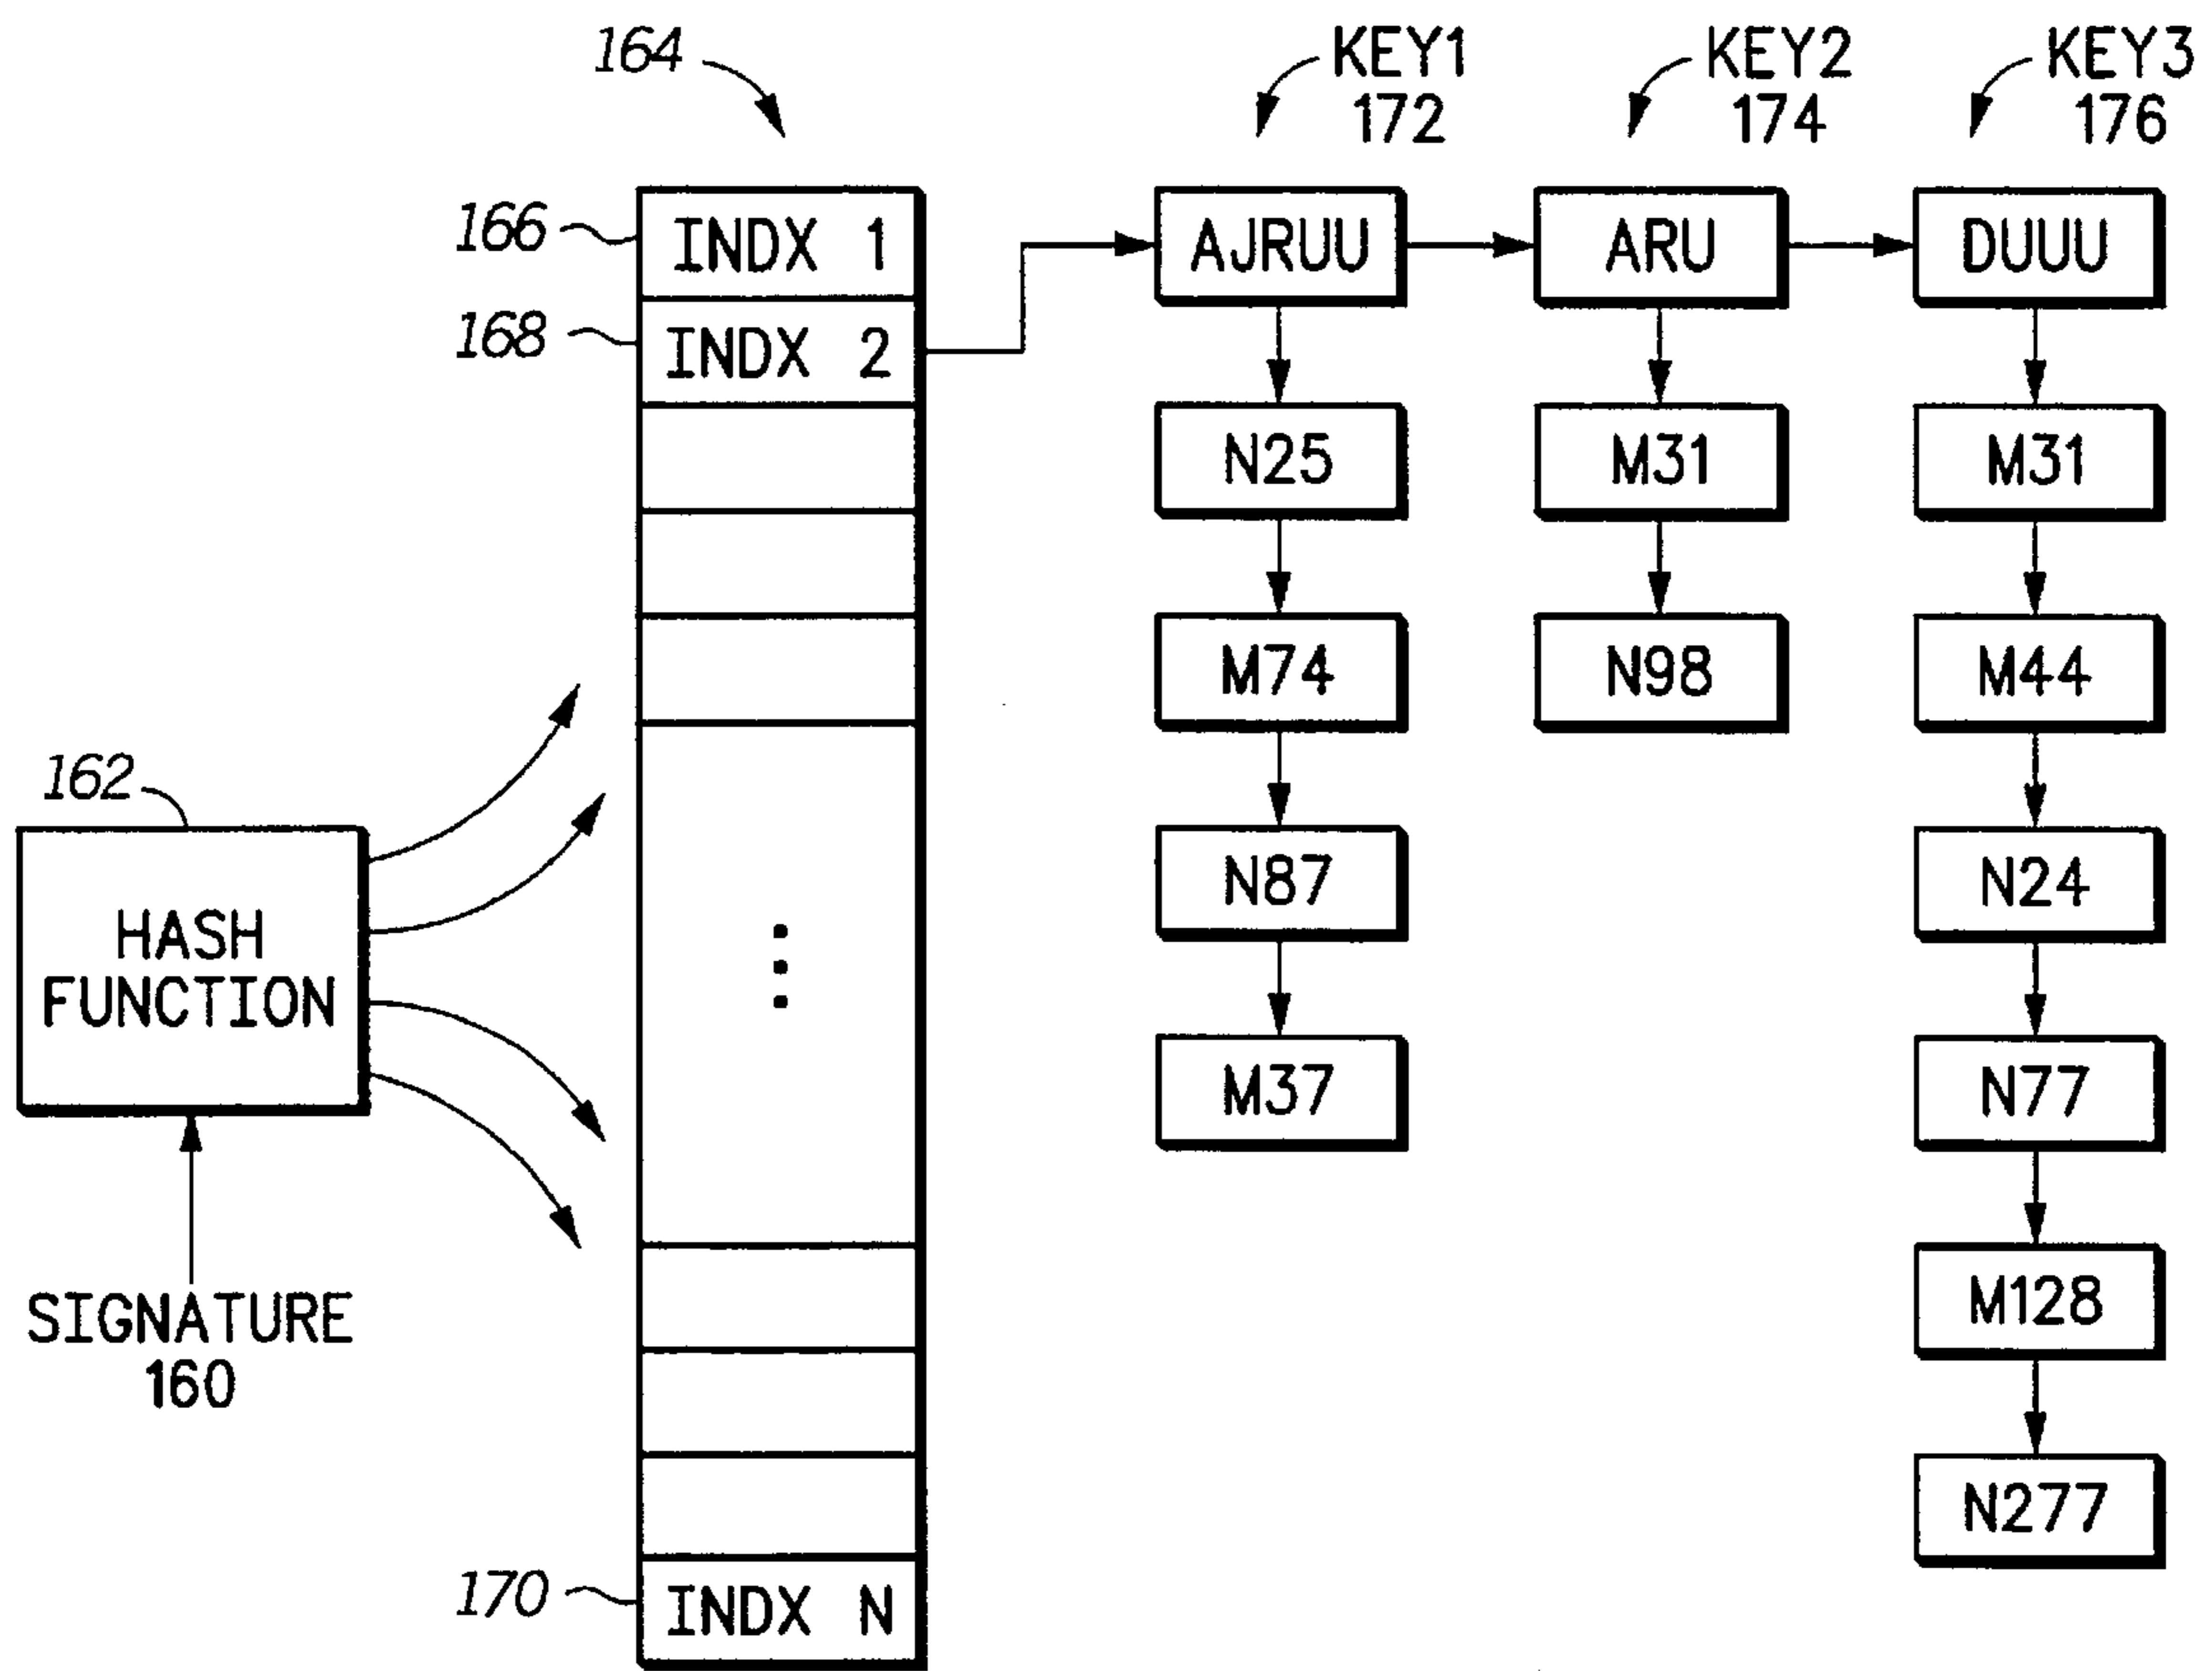 164
KEY1
172
KEY2
174
KEY3
176
166
INDX 1
AJRUU
ARU
DUUU
168
INDX 2
N25
M31
M31
M74
N98
M44
162
HASH
FUNCTION
N87
N24
M37
N77
SIGNATURE
160
M128
N277
170
INDX N